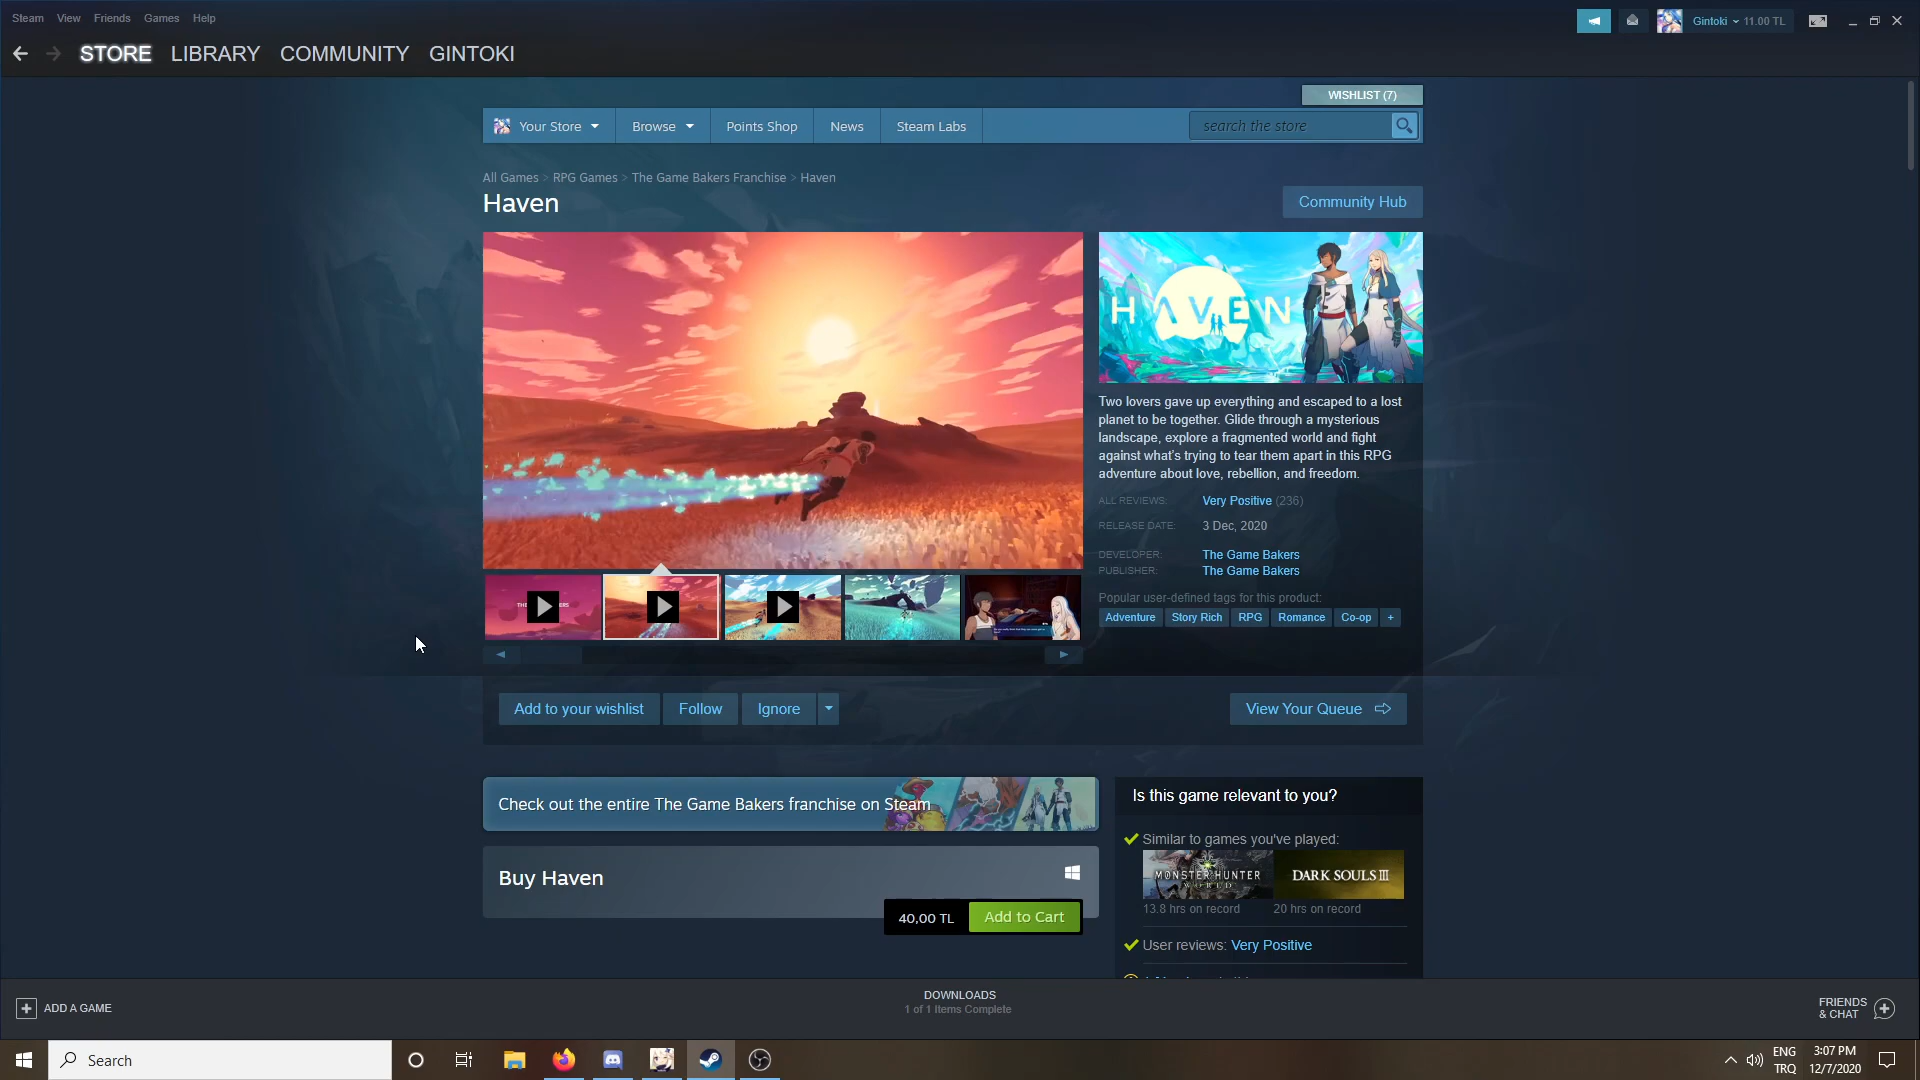 Steam View Friends Games Help
Gintoki 11.00 TL
STORE LIBRARY COMMUNITY GINTOKI
WISHLIST (7)
Your Store Browse Points Shop News Steam Labs search the store
All Games > RPG Games > The Game Bakers Franchise > Haven
Haven
Community Hub
HAVEN
Two lovers gave up everything and escaped to a lost
planet to be together. Glide through a mysterious
landscape, explore a fragmented world and fight
against what's trying to tear them apart in this RPG
adventure about love, rebellion, and freedom.
ALL REVIEWS: Very Positive (236)
RELEASE DATE: 3 Dec, 2020
DEVELOPER: The Game Bakers
PUBLISHER: The Game Bakers
Popular user-defined tags for this product:
Adventure Story Rich RPG Romance Co-op +
Add to your wishlist Follow Ignore View Your Queue
Check out the entire The Game Bakers franchise on Steam
Buy Haven
40,00 TL Add to Cart
Is this game relevant to you?
Similar to games you've played:
MONSTER HUNTER
WORLD
DARK SOULS III
13.8 hrs on record 20 hrs on record
User reviews: Very Positive
ADD A GAME
DOWNLOADS
1 of 1 Items Complete
FRIENDS
& CHAT
Search
ENG
TRQ
3:07 PM
12/7/2020